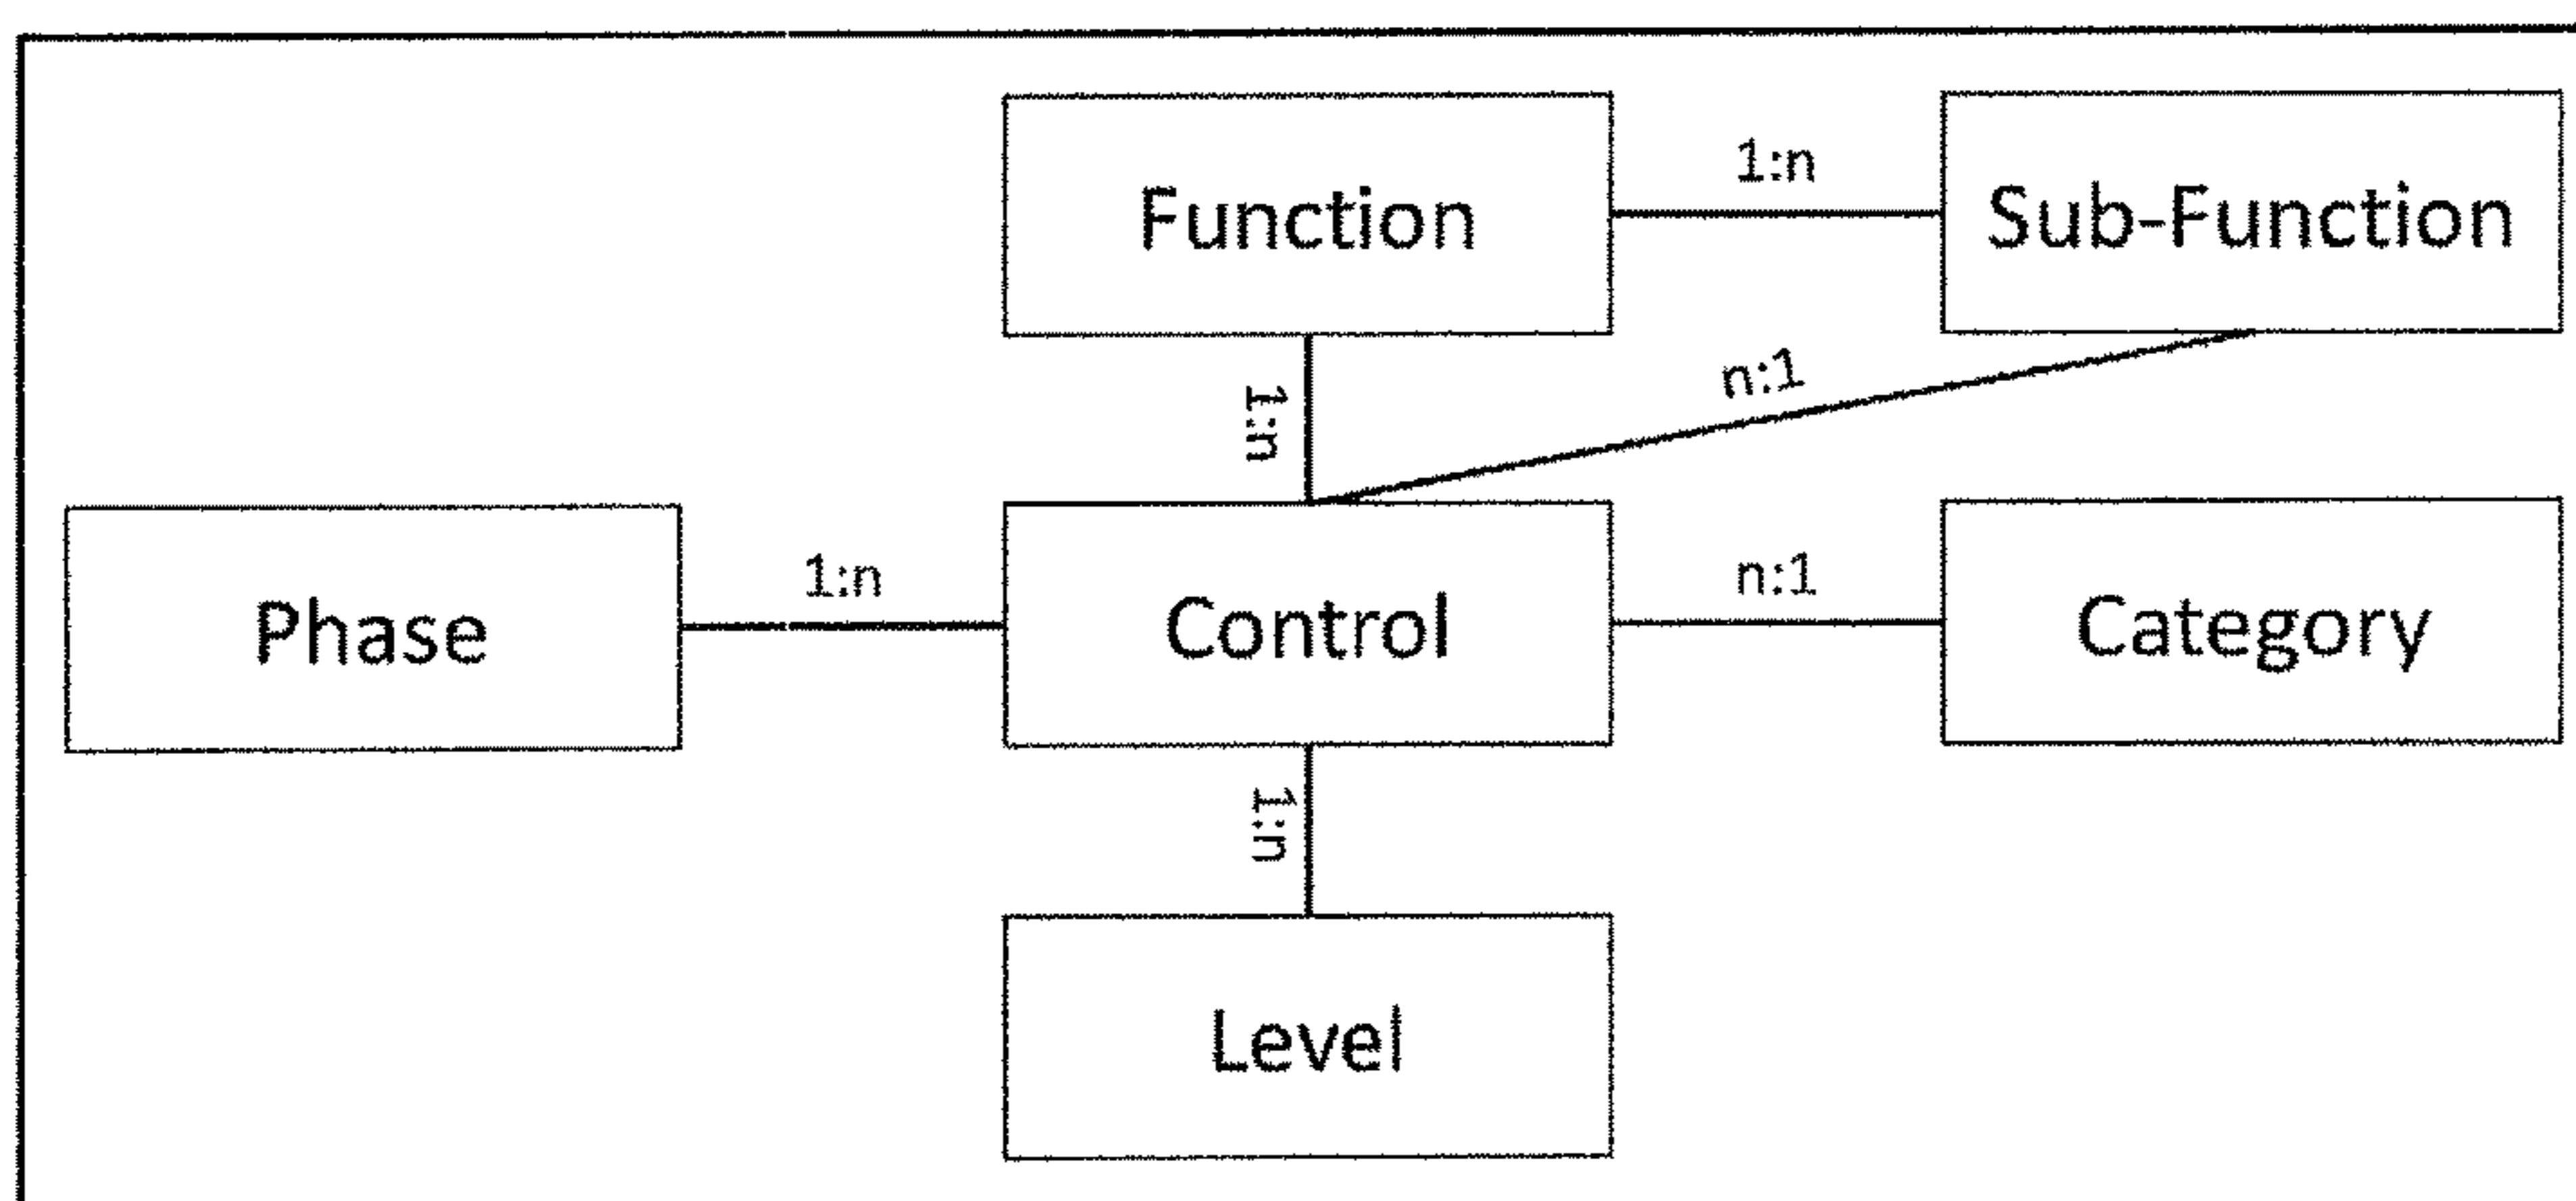 Function
1:n
Sub-Function
1:n
n:1
Phase
1:n
Control
n:1
Category
1:n
Level